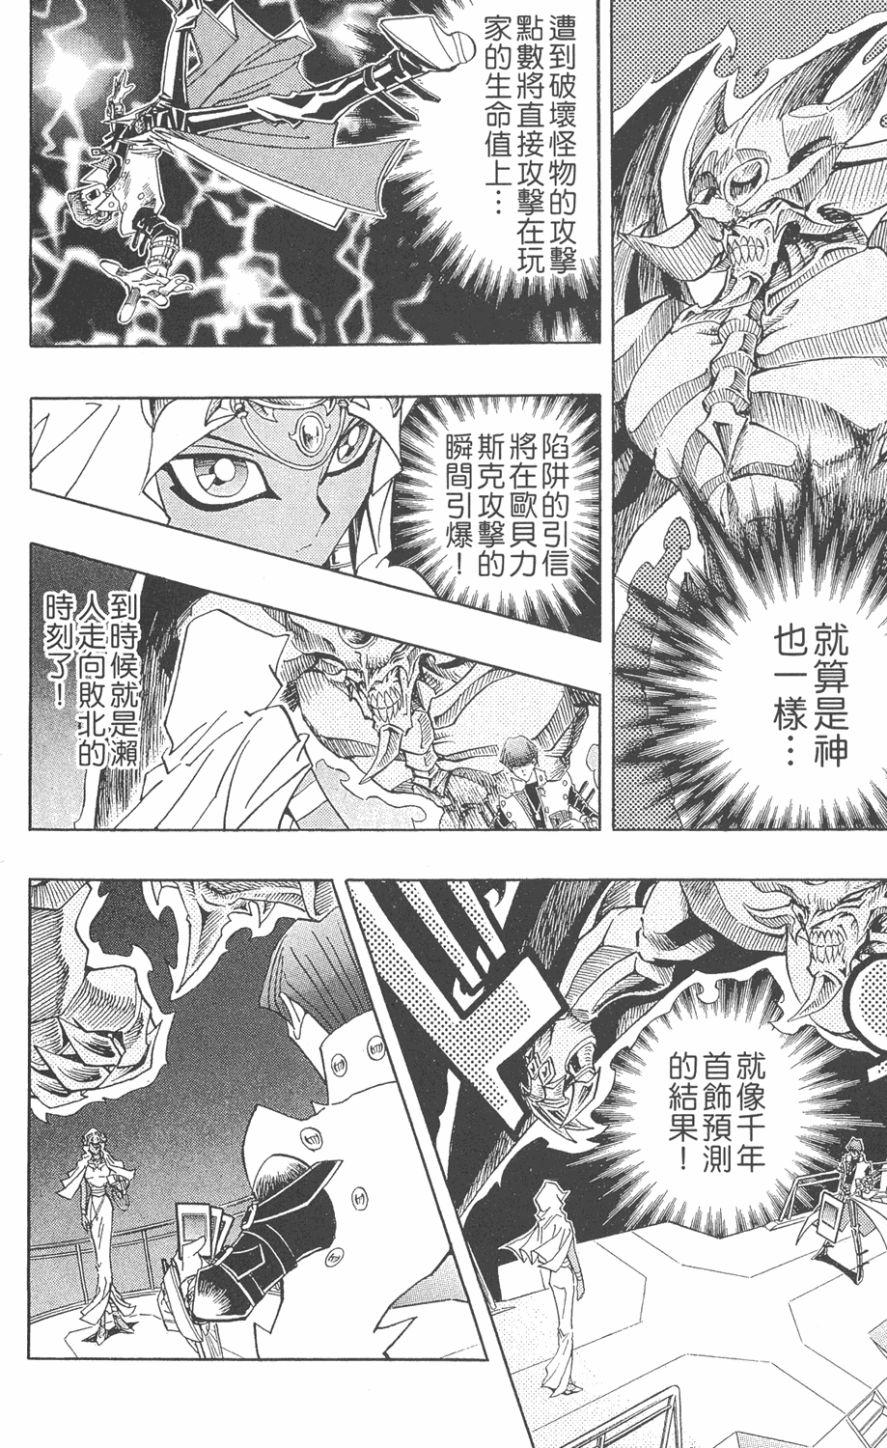 就算是神
也一樣…
遭到破壞怪物的攻擊
點數將直接攻擊在玩
家的生命值上…
陷阱的引信
將在歐貝力
斯克攻擊的
瞬間引爆！
到時候就是瀨
人走向敗北的
時刻了！
就像千年
首飾預測
的結果！